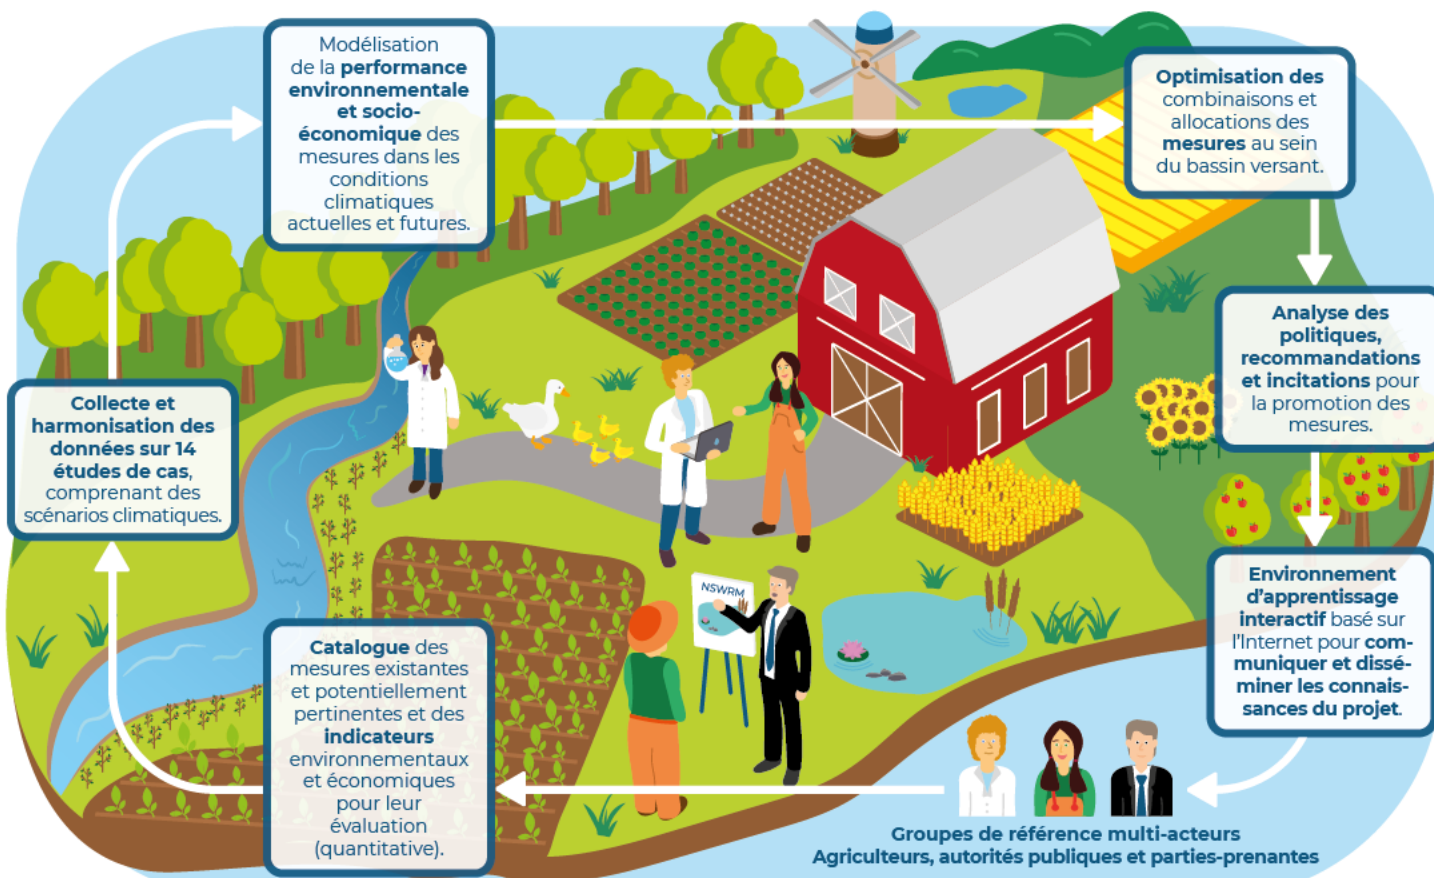 Modélisation
de la performance
environnementale
et socio-
économique des
mesures dans les
conditions
climatiques
actuelles et futures.
Optimisation des
combinaisons et
allocations des
mesures au sein
du bassin versant.
Analyse des
politiques,
recommandations
et incitations pour
la promotion des
mesures.
Collecte et
harmonisation des
données sur 14
études de cas,
comprenant des
scénarios climatiques.
Environnement
d’apprentissage
interactif basé sur
l’Internet pour com-
muniquer et dissé-
miner les connais-
sances du projet.
NSWRM
Catalogue des
mesures existantes
et potentiellement
pertinentes et des
indicateurs
environnementaux
et économiques
pour leur
évaluation
(quantitative).
Groupes de référence multi-acteurs
Agriculteurs, autorités publiques et parties-prenantes